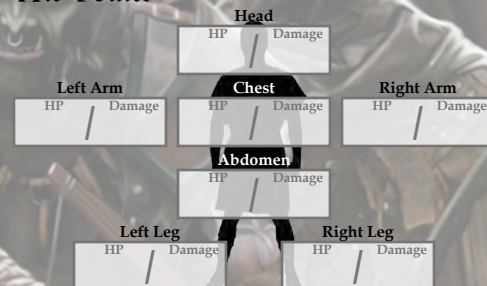 Head
HP / Damage
Left Arm Chest Right Arm
HP / Damage HP / Damage HP / Damage
Abdomen
HP / Damage
Left Leg Right Leg
HP / Damage HP / Damage